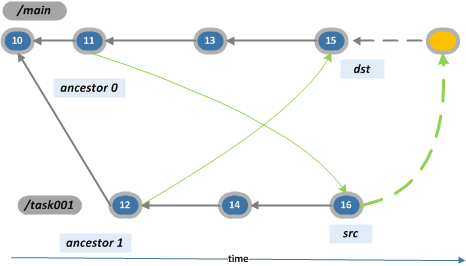 /main
10
11
13
15
ancestor 0
dst
/task001
12
14
16
ancestor 1
src
time